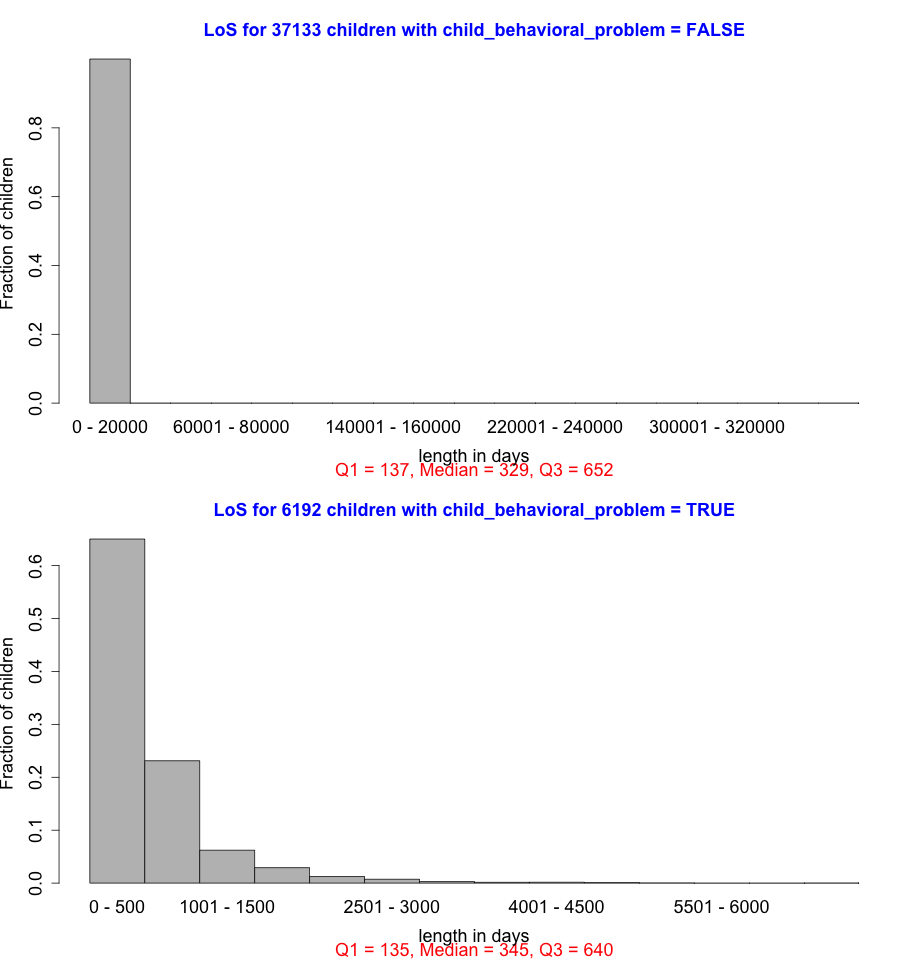 LoS for 37133 children with child_behavioral_problem = FALSE
Fraction of children
0.8
0.6
0.4
0.2
0.0
0 - 20000 60001 - 80000 140001 - 160000 220001 - 240000 300001 - 320000
length in days
Q1 = 137, Median = 329, Q3 = 652
LoS for 6192 children with child_behavioral_problem = TRUE
Fraction of children
0.6
0.5
0.4
0.3
0.2
0.1
0.0
0 - 500 1001 - 1500 2501 - 3000 4001 - 4500 5501 - 6000
length in days
Q1 = 135, Median = 345, Q3 = 640